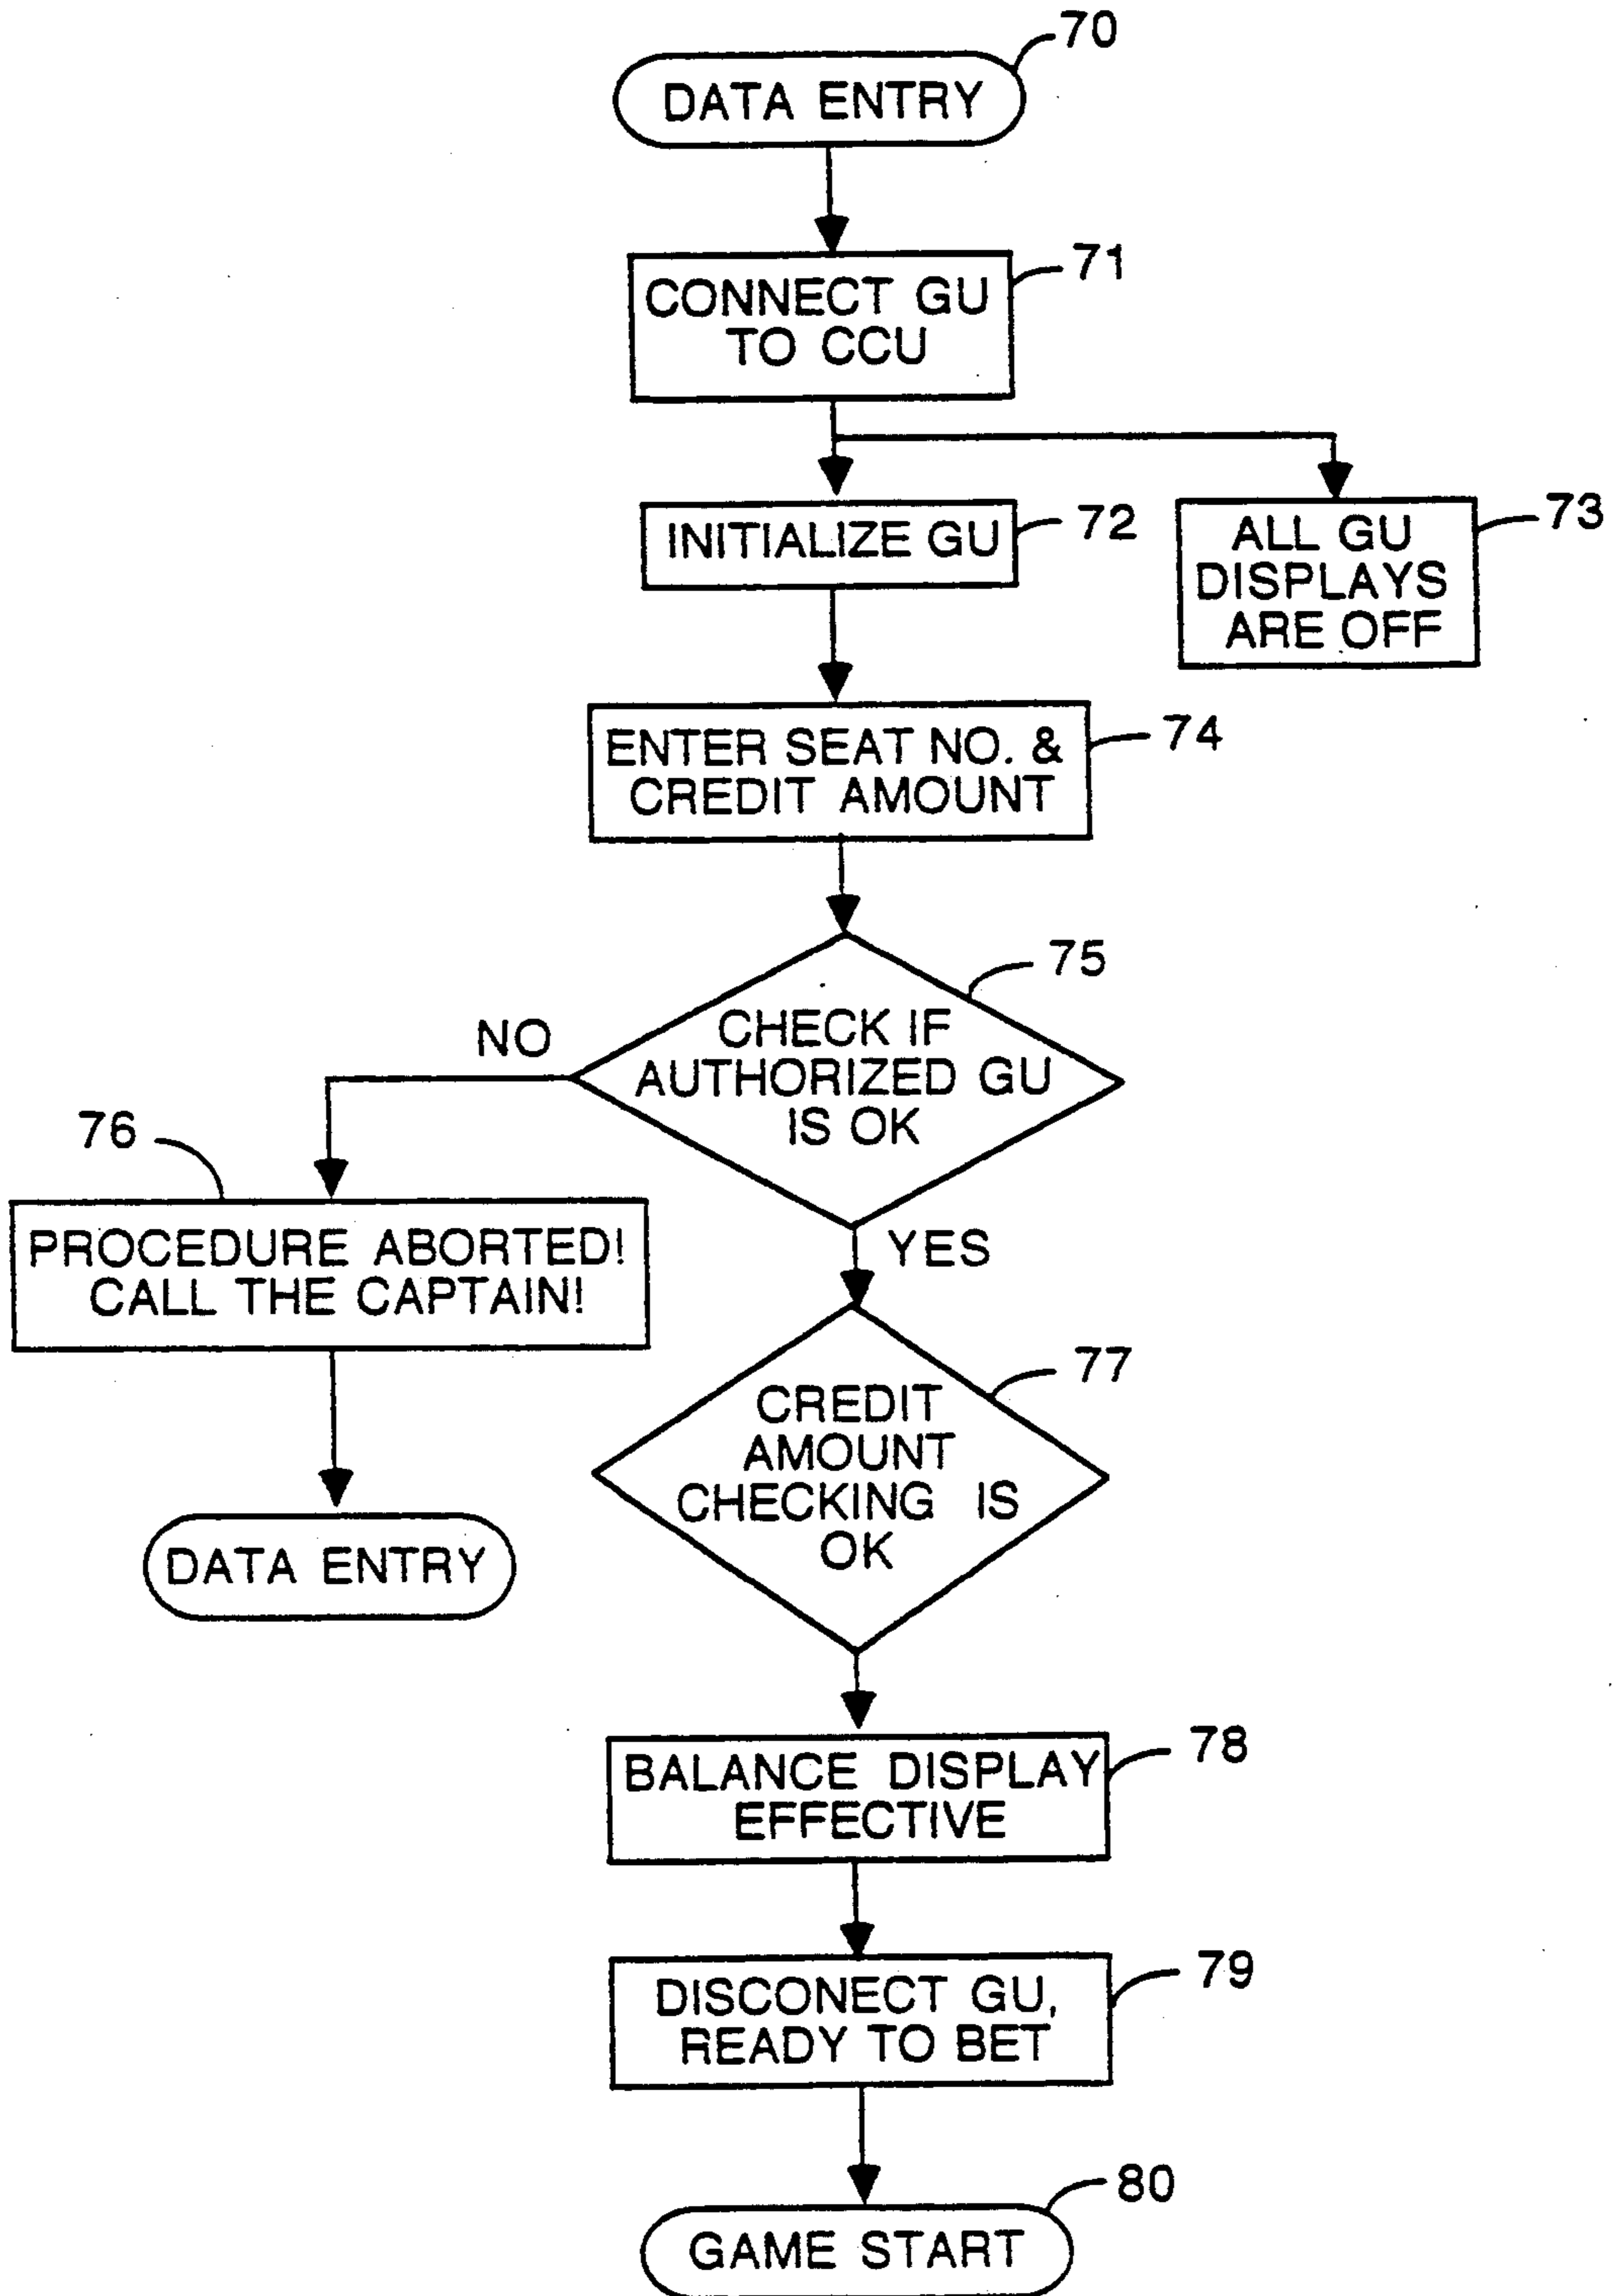 70
DATA ENTRY
71
CONNECT GU
TO CCU
72
INITIALIZE GU
73
ALL GU
DISPLAYS
ARE OFF
74
ENTER SEAT NO. &
CREDIT AMOUNT
75
CHECK IF
AUTHORIZED GU
IS OK
NO
YES
76
PROCEDURE ABORTED!
CALL THE CAPTAIN!
DATA ENTRY
77
CREDIT
AMOUNT
CHECKING IS
OK
78
BALANCE DISPLAY
EFFECTIVE
79
DISCONECT GU,
READY TO BET
80
GAME START